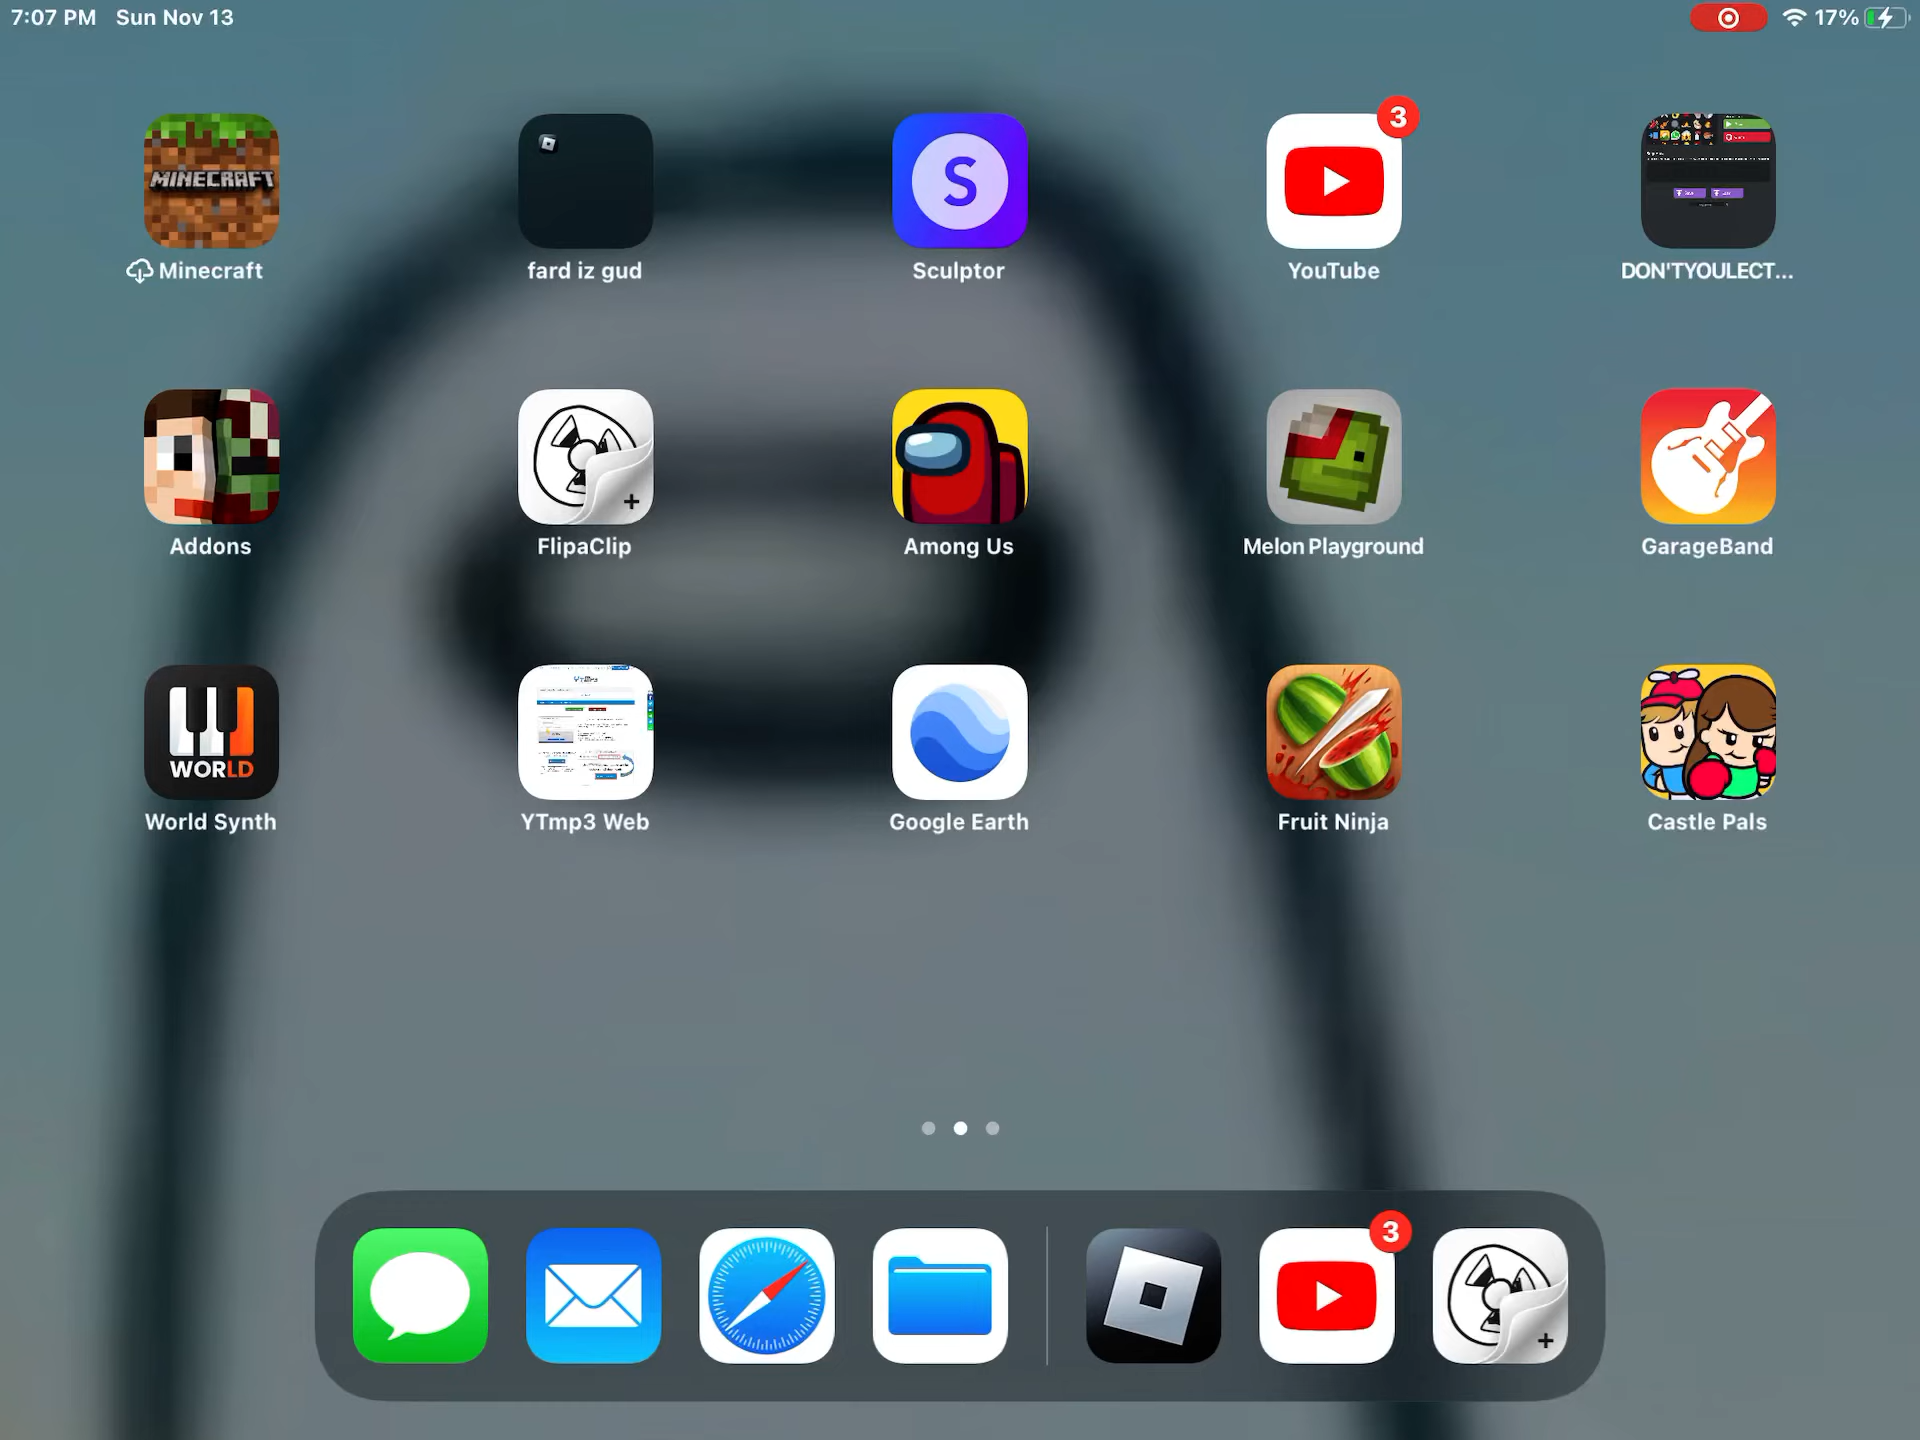 7:07 PM Sun Nov 13
17%
3
MINECRAFT
S
Minecraft
fard iz gud
Sculptor
YouTube
DON'TYOULECT...
+
Addons
FlipaClip
Among Us
Melon Playground
GarageBand
WORLD
World Synth
YTmp3 Web
Google Earth
Fruit Ninja
Castle Pals
3
+